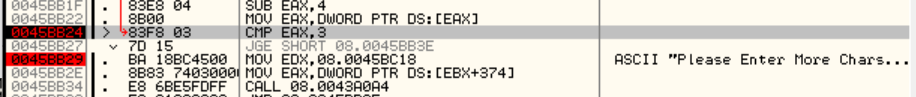 0045BB1F . 83E8 04 SUB EAX,4
0045BB22 . 8B00 MOV EAX,DWORD PTR DS:[EAX]
0045BB24 > 83F8 03 CMP EAX,3
0045BB27 . 7D 15 JGE SHORT 08.0045BB3E
0045BB29 . BA 18BC4500 MOV EDX,08.0045BC18 ASCII "Please Enter More Chars...
0045BB2E . 8B83 74030000 MOV EAX,DWORD PTR DS:[EBX+374]
0045BB34 . E8 6BE5FDFF CALL 08.0043A0A4